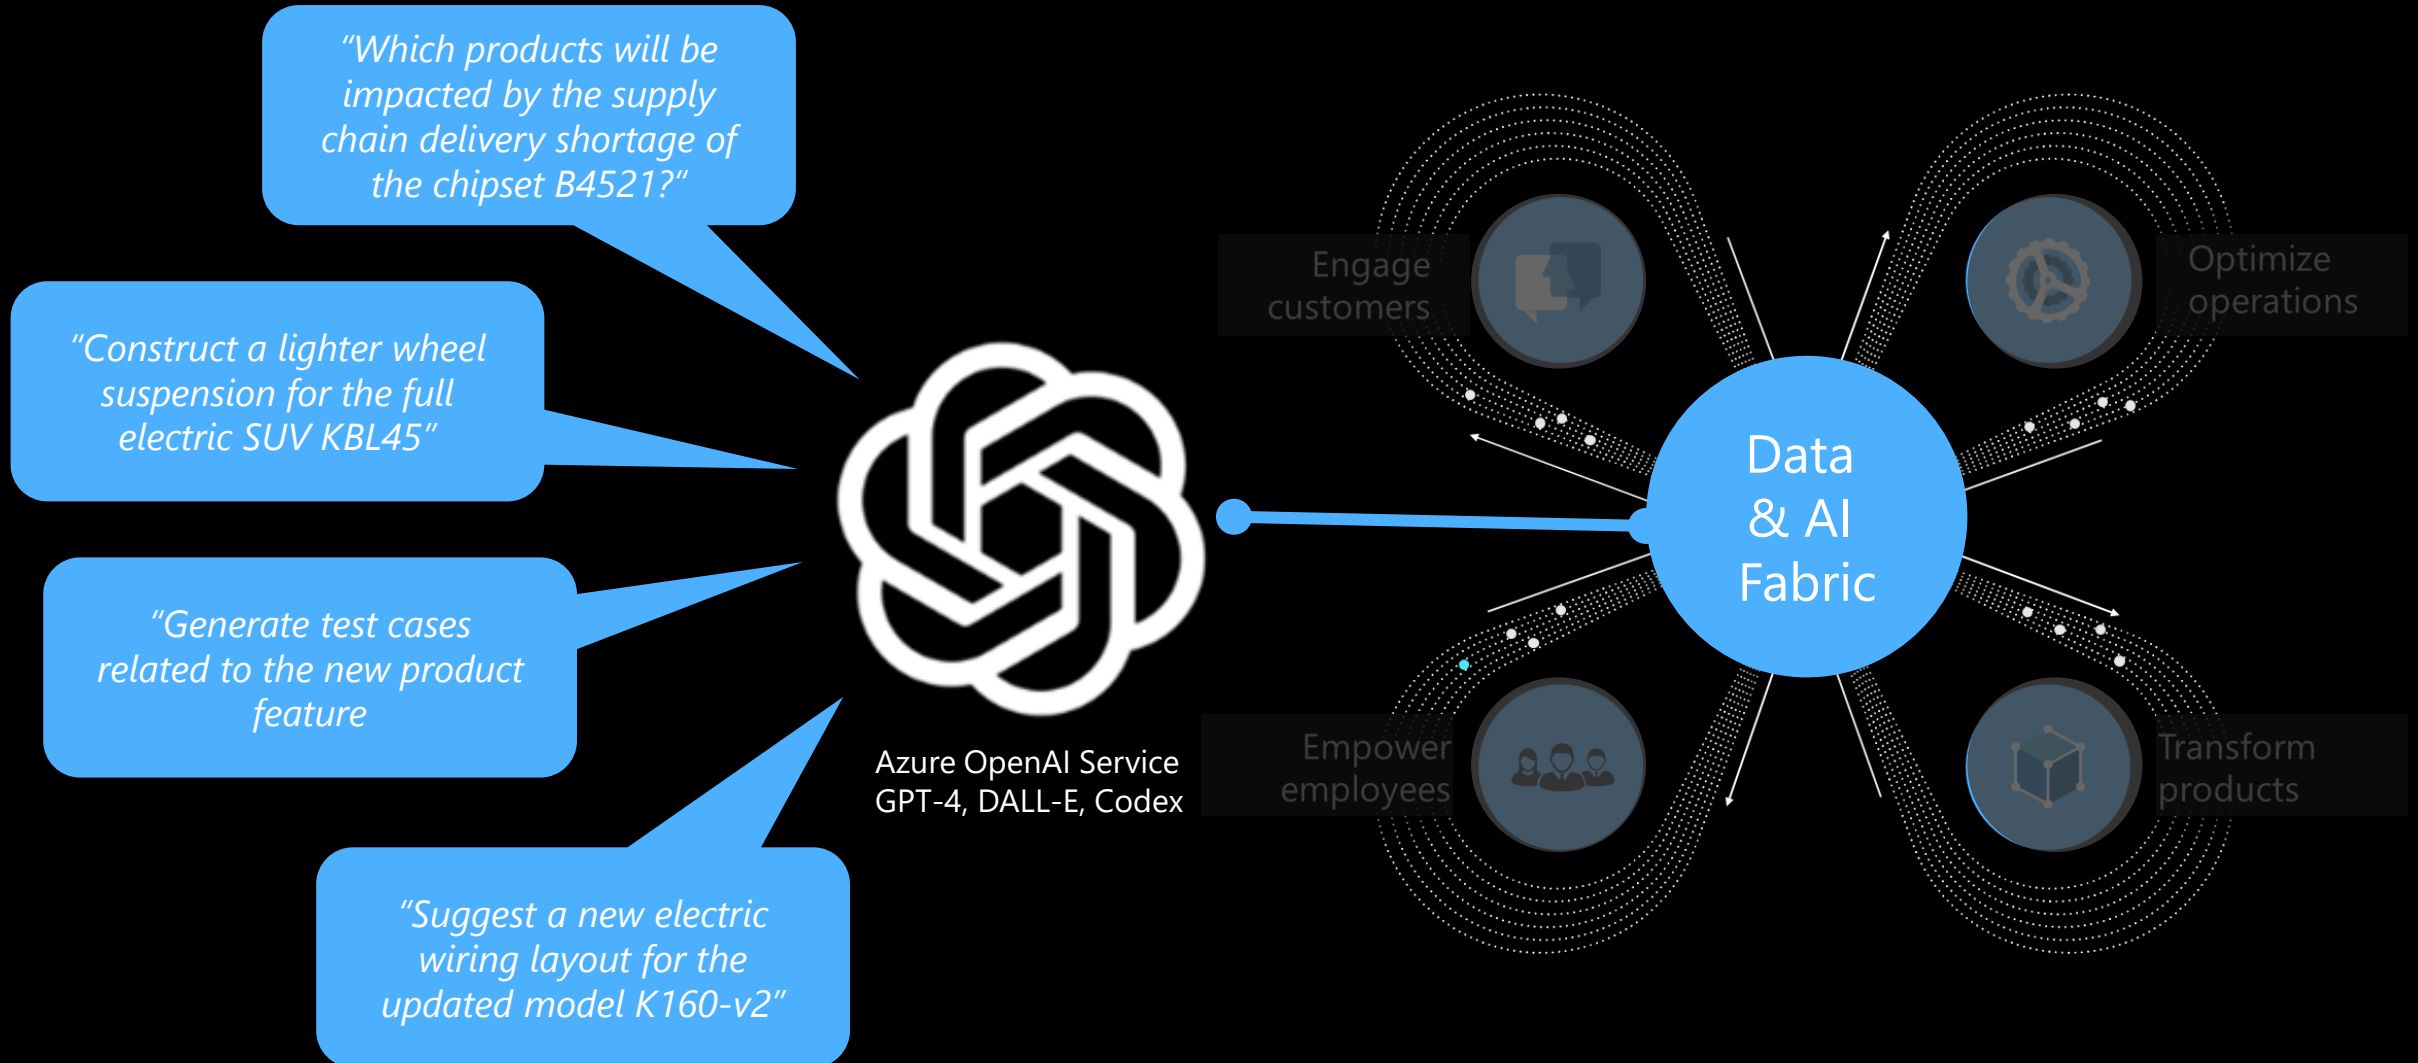 “Which products will be
impacted by the supply
chain delivery shortage of
the chipset B4521?“
“Construct a lighter wheel
suspension for the full
electric SUV KBL45”
“Generate test cases
related to the new product
feature
“Suggest a new electric
wiring layout for the
updated model K160-v2”
Azure OpenAI Service
GPT-4, DALL-E, Codex
Engage
customers
Optimize
operations
Data
& AI
Fabric
Empower
employees
Transform
products